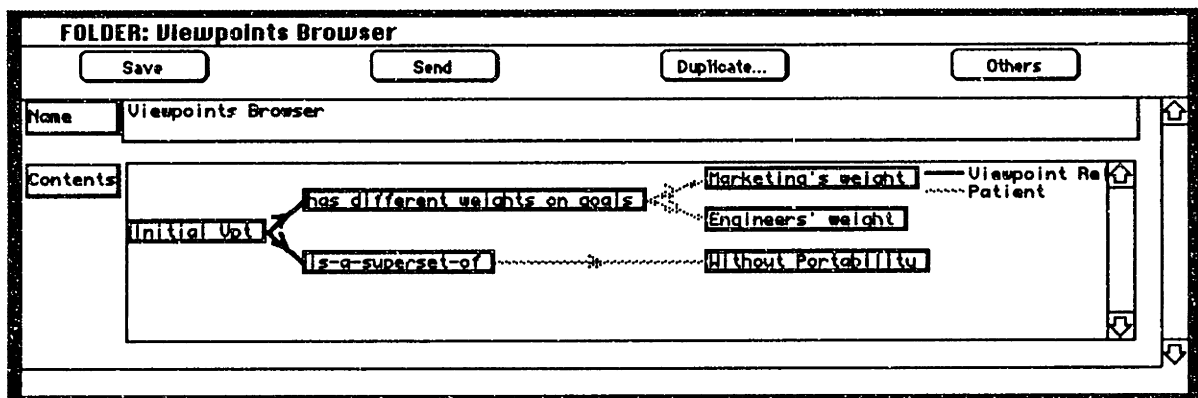 FOLDER: Viewpoints Browser
Save Send Duplicate... Others
Name Viewpoints Browser
Contents
Marketing's weight Viewpoint Re
Patient
has different weights on goals
Engineers' weight
Initial Vpt
is-a-superset-of Without Portability